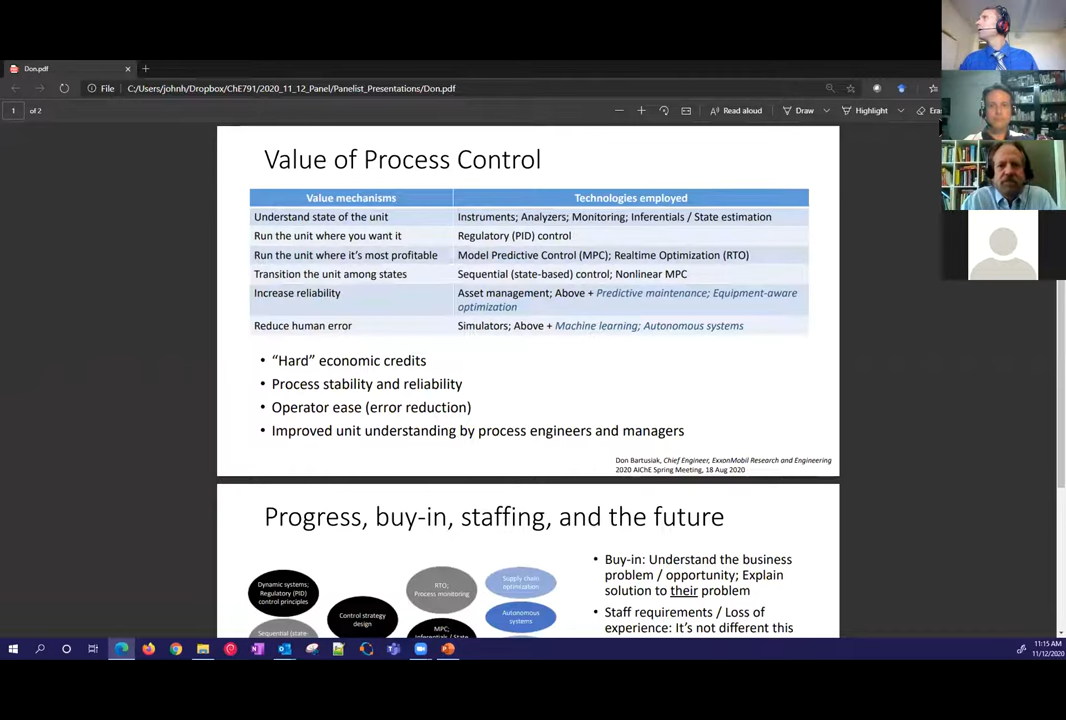 Don.pdf
File C:/Users/johnh/Dropbox/ChE791/2020_11_12_Panel/Panelist_Presentations/Don.pdf
1 of 2
Read aloud
Draw
Highlight
Value of Process Control
Value mechanisms Technologies employed
Understand state of the unit Instruments; Analyzers; Monitoring; Inferentials / State estimation
Run the unit where you want it Regulatory (PID) control
Run the unit where it's most profitable Model Predictive Control (MPC); Realtime Optimization (RTO)
Transition the unit among states Sequential (state-based) control; Nonlinear MPC
Increase reliability Asset management; Above + Predictive maintenance; Equipment-aware
optimization
Reduce human error Simulators; Above + Machine learning; Autonomous systems
• "Hard" economic credits
• Process stability and reliability
• Operator ease (error reduction)
• Improved unit understanding by process engineers and managers
Don Bartusiak, Chief Engineer, ExxonMobil Research and Engineering
2020 AIChE Spring Meeting, 18 Aug 2020
Progress, buy-in, staffing, and the future
Dynamic systems;
Regulatory (PID)
control principles
Sequential (state-
Control strategy
design
RTO;
Process monitoring
MPC;
Inferentials / State
Supply chain
optimization
Autonomous
systems
• Buy-in: Understand the business
problem / opportunity; Explain
solution to their problem
• Staff requirements / Loss of
experience: It's not different this
11:15 AM
11/12/2020